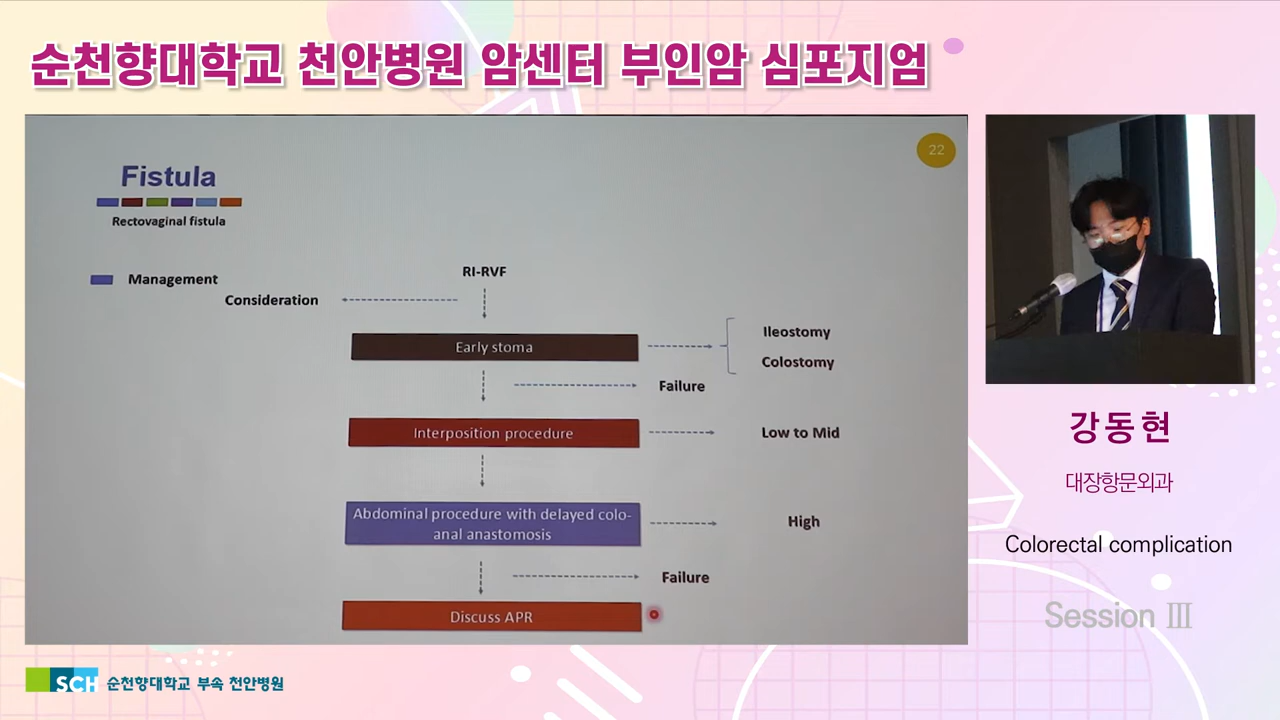 순천향대학교 천안병원 암센터 부인암 심포지엄
22
Fistula
Rectovaginal fistula
Management
RI-RVF
Consideration
Early stoma
Ileostomy
Colostomy
Failure
Interposition procedure
Low to Mid
Abdominal procedure with delayed colo-
anal anastomosis
High
Failure
Discuss APR
강동현
대장항문외과
Colorectal complication
Session Ⅲ
SCH 순천향대학교 부속 천안병원